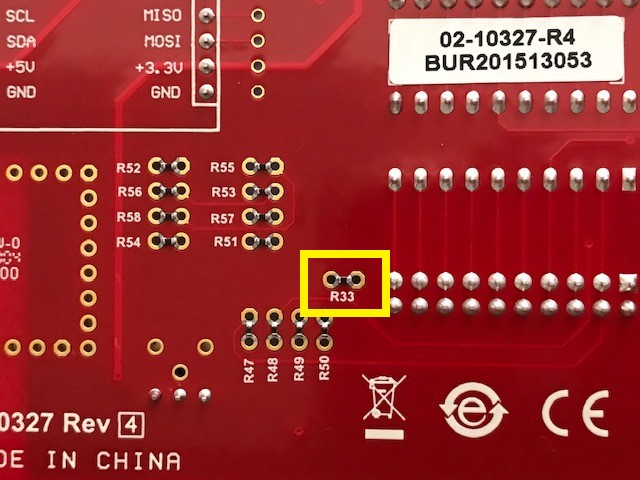 SCL MISO
SDA MOSI
+5V +3.3V
GND GND
02-10327-R4
BUR201513053
R52 R55
R56 R53
R58 R57
R54 R51
R33
R47 R48 R49 R50
0327 Rev 4
DE IN CHINA
e
CE